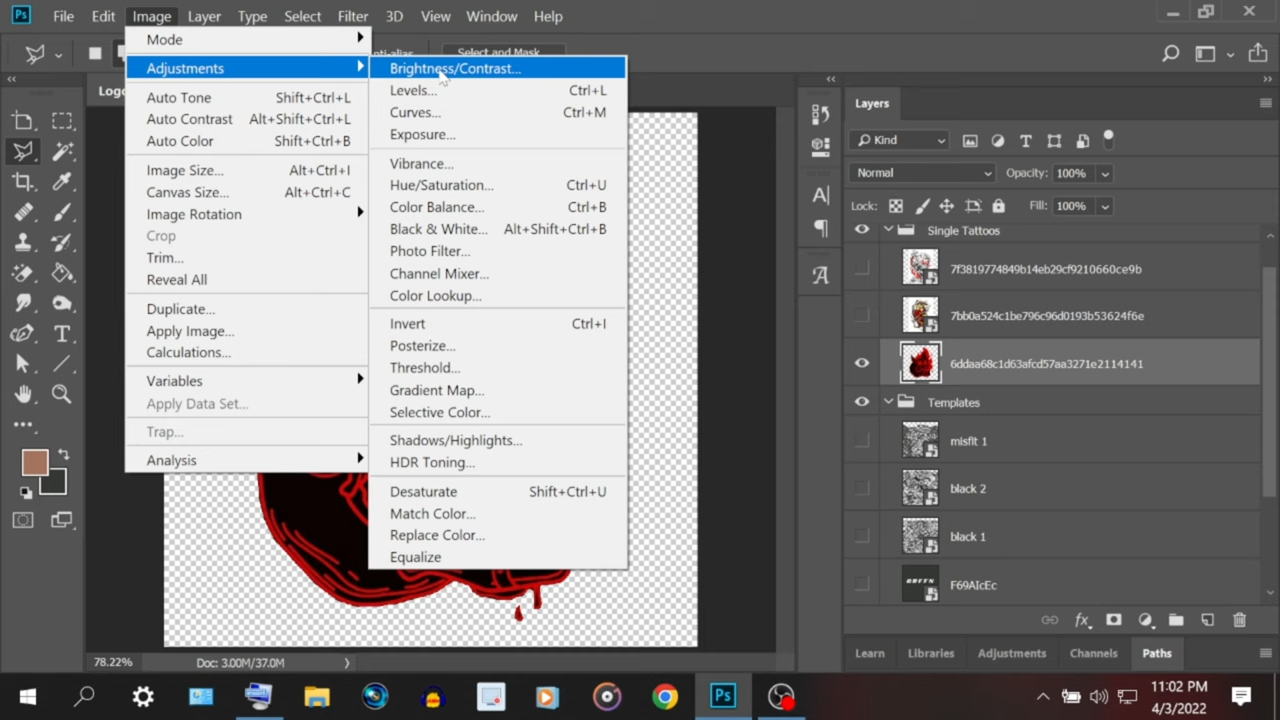 Ps File Edit Image Layer Type Select Filter 3D View Window Help
Mode
Select and Mask
Adjustments
Brightness/Contrast...
Logo
Auto Tone Shift+Ctrl+L
Auto Contrast Alt+Shift+Ctrl+L
Auto Color Shift+Ctrl+B
Image Size... Alt+Ctrl+I
Canvas Size... Alt+Ctrl+C
Image Rotation
Crop
Trim...
Reveal All
Duplicate...
Apply Image...
Calculations...
Variables
Apply Data Set...
Trap...
Analysis
Levels... Ctrl+L
Curves... Ctrl+M
Exposure...
Vibrance...
Hue/Saturation... Ctrl+U
Color Balance... Ctrl+B
Black & White... Alt+Shift+Ctrl+B
Photo Filter...
Channel Mixer...
Color Lookup...
Invert Ctrl+I
Posterize...
Threshold...
Gradient Map...
Selective Color...
Shadows/Highlights...
HDR Toning...
Desaturate Shift+Ctrl+U
Match Color...
Replace Color...
Equalize
Layers
Kind
Normal Opacity: 100%
Lock: Fill: 100%
Single Tattoos
7f3819774849b14eb29cf9210660ce9b
7bb0a524c1be796c96d0193b53624f6e
6ddaa68c1d63afcd57aa3271e2114141
Templates
misfit 1
black 2
black 1
F69AIcEc
Learn Libraries Adjustments Channels Paths
78.22% Doc: 3.00M/37.0M
Ps
11:02 PM
4/3/2022